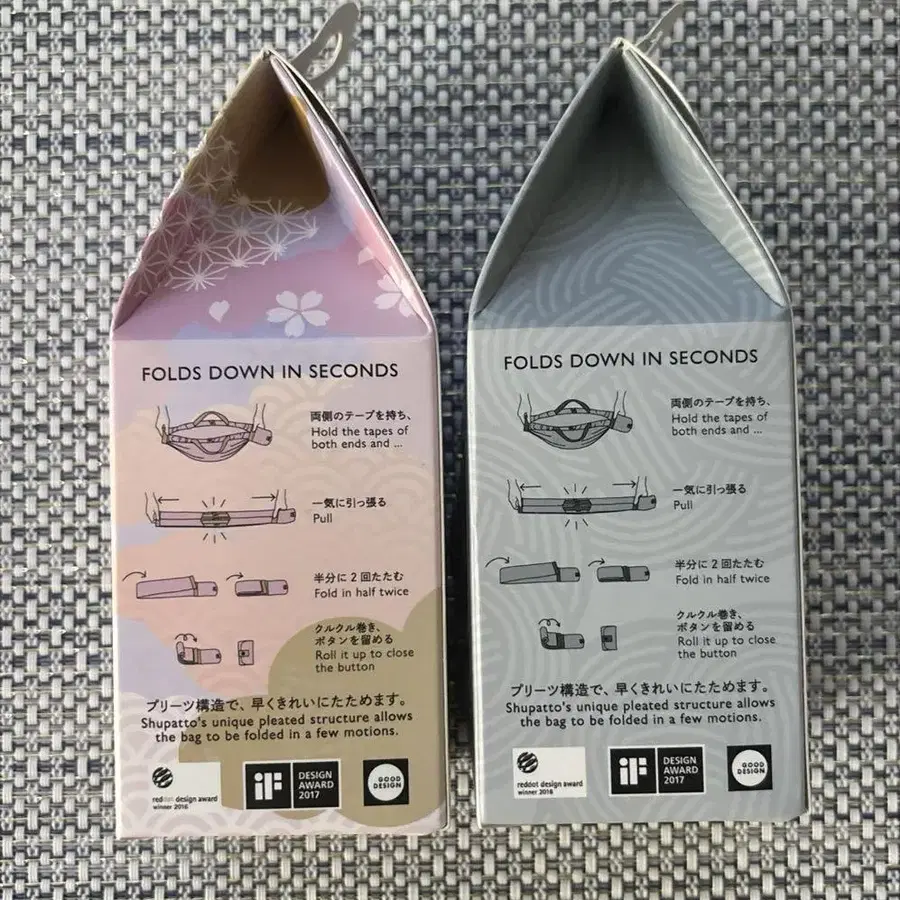 FOLDS DOWN IN SECONDS
両側のテープを持ち、
Hold the tapes of
both ends and ...
一気に引っ張る
Pull
半分に2回たたむ
Fold in half twice
クルクル巻き、
ボタンを留める
Roll it up to close
the button
プリーツ構造で、早くきれいにたためます。
Shupatto's unique pleated structure allows
the bag to be folded in a few motions.
reddot design award
winner 2016
iF
DESIGN
AWARD
2017
GOOD
DESIGN
FOLDS DOWN IN SECONDS
両側のテープを持ち、
Hold the tapes of
both ends and ...
一気に引っ張る
Pull
半分に2回たたむ
Fold in half twice
クルクル巻き、
ボタンを留める
Roll it up to close
the button
プリーツ構造で、早くきれいにたためます。
Shupatto's unique pleated structure allows
the bag to be folded in a few motions.
reddot design award
winner 2016
iF
DESIGN
AWARD
2017
GOOD
DESIGN